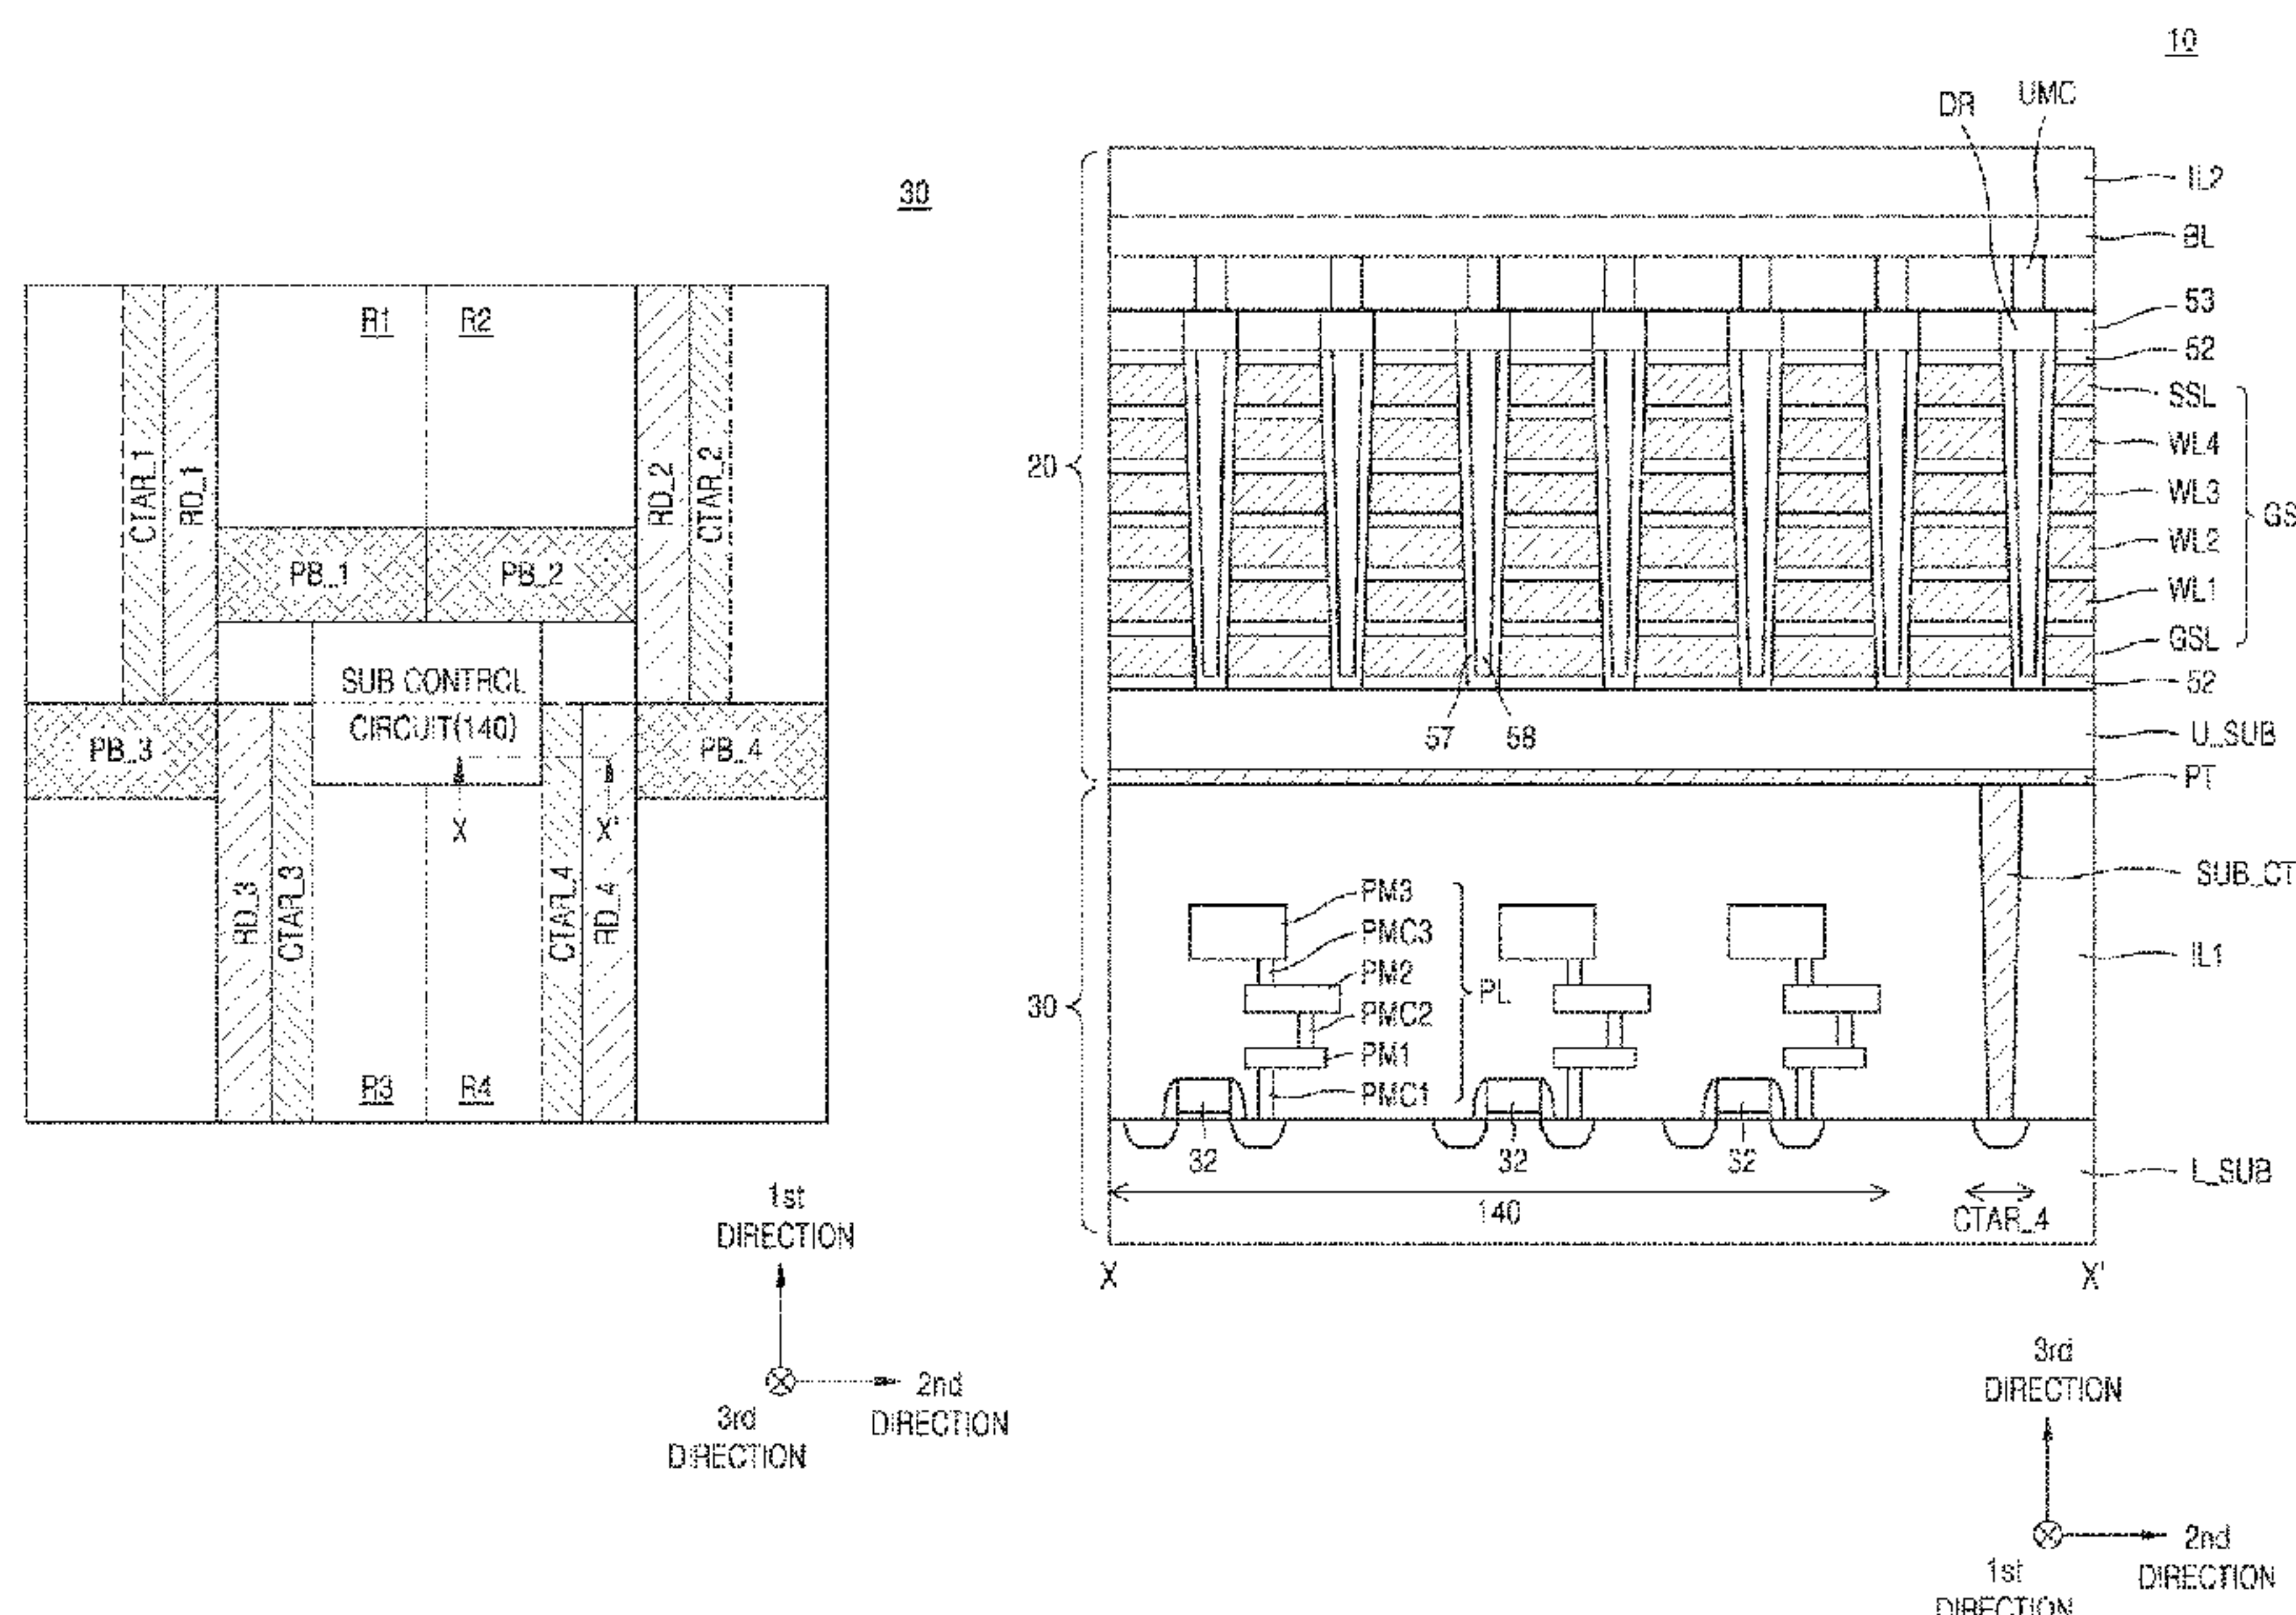 30
R1
R2
CTAR_1
RD_1
RD_2
CTAR_2
PB_1
PB_2
SUB CONTROL
CIRCUIT(140)
PB_3
PB_4
X
X'
RD_3
CTAR_3
CTAR_4
RD_4
R3
R4
1st
DIRECTION
2nd
DIRECTION
3rd
DIRECTION
10
DR
UMC
IL2
BL
53
52
SSL
WL4
WL3
WL2
WL1
GSL
52
GS
20
57
58
U_SUB
PT
SUB_CT
IL1
PM3
PMC3
PM2
PMC2
PM1
PMC1
PL
30
32
32
32
L_SUB
140
CTAR_4
X
X'
3rd
DIRECTION
2nd
DIRECTION
1st
DIRECTION